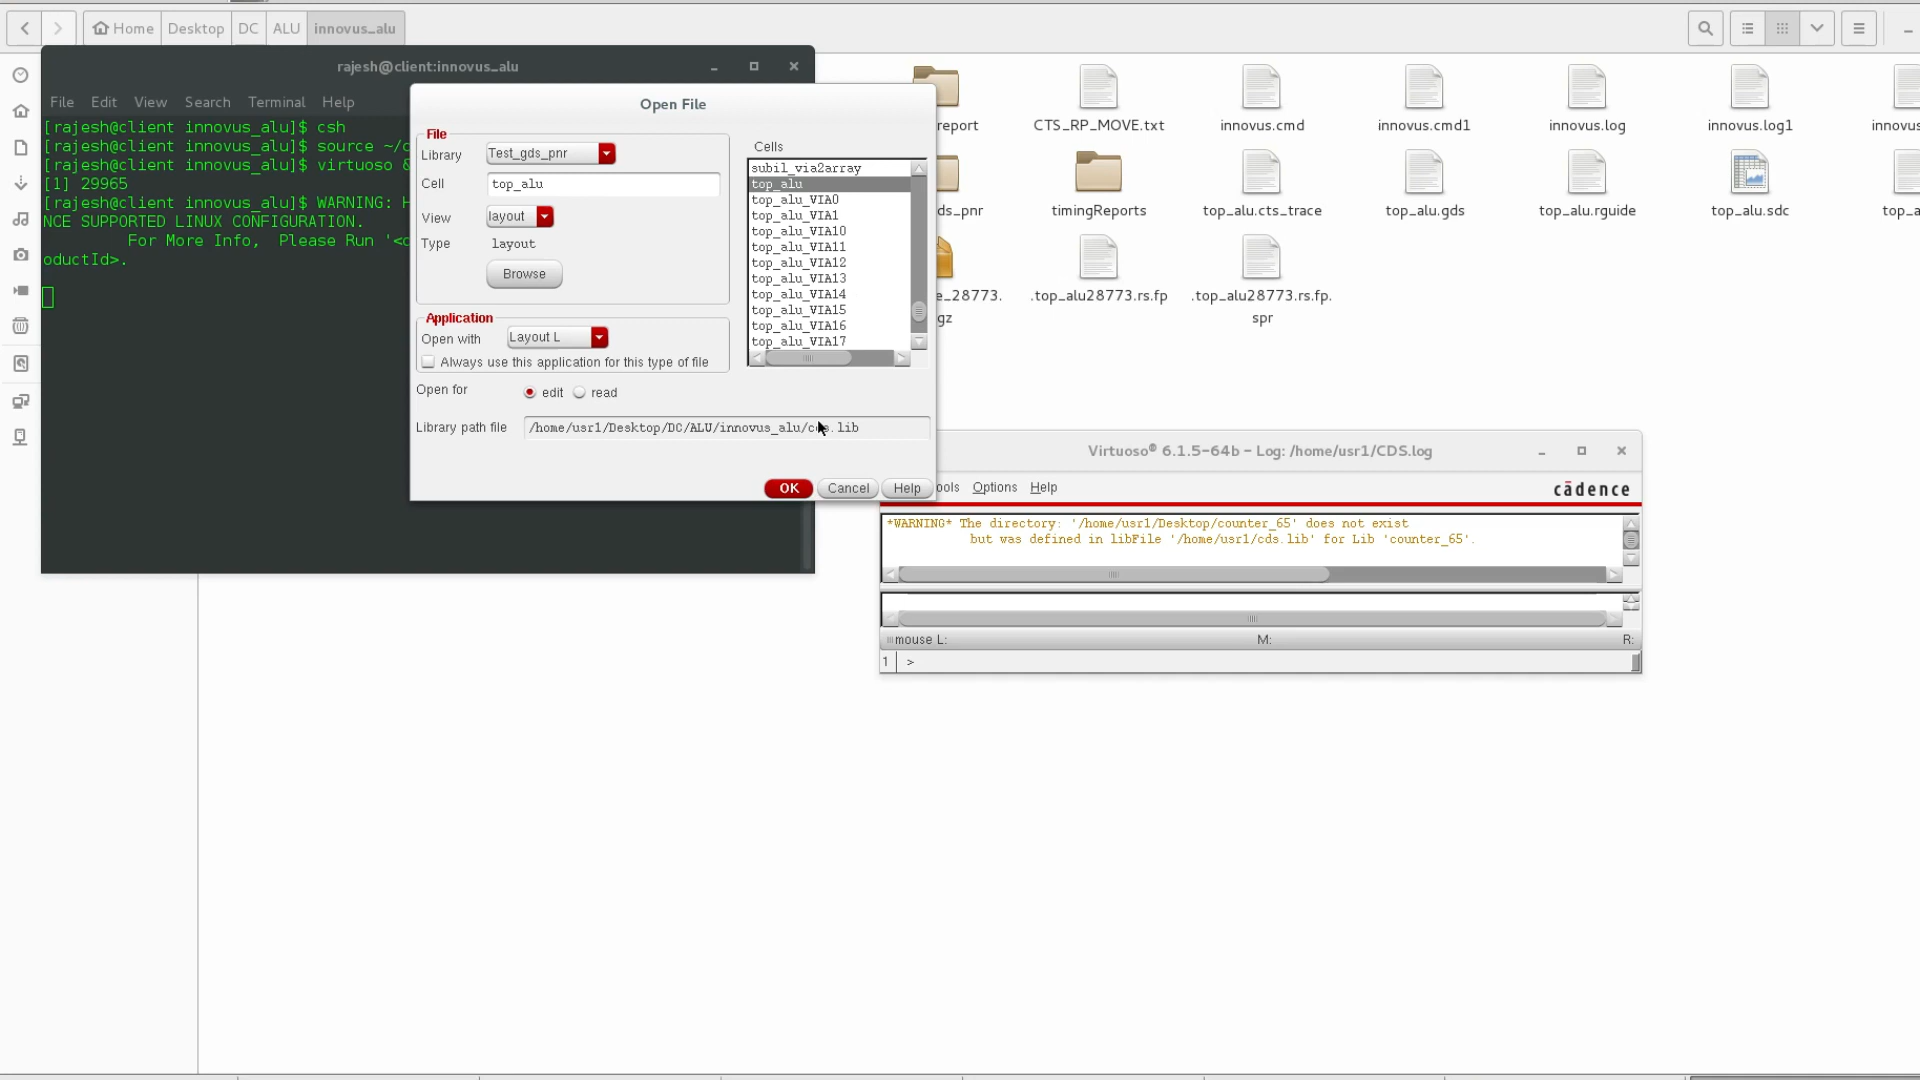 Home
Desktop
DC
ALU
innovus_alu
rajesh@client:innovus_alu
File Edit View Search Terminal Help
[rajesh@client innovus_alu]$ csh
[rajesh@client innovus_alu]$ source ~/c
[rajesh@client innovus_alu]$ virtuoso &
[1] 29965
[rajesh@client innovus_alu]$ WARNING: H
NCE SUPPORTED LINUX CONFIGURATION.
For More Info, Please Run '<c
oductId>.
Open File
File
Library Test_gds_pnr
Cell top_alu
View layout
Type layout
Browse
Application
Open with Layout L
Always use this application for this type of file
Open for edit read
Library path file /home/usr1/Desktop/DC/ALU/innovus_alu/cds.lib
OK Cancel Help
Cells
subil_via2array
top_alu
top_alu_VIA0
top_alu_VIA1
top_alu_VIA10
top_alu_VIA11
top_alu_VIA12
top_alu_VIA13
top_alu_VIA14
top_alu_VIA15
top_alu_VIA16
top_alu_VIA17
report
CTS_RP_MOVE.txt
innovus.cmd
innovus.cmd1
innovus.log
innovus.log1
innovus
ds_pnr
timingReports
top_alu.cts_trace
top_alu.gds
top_alu.rguide
top_alu.sdc
top_a
e_28773.
gz
.top_alu28773.rs.fp
.top_alu28773.rs.fp.
spr
Virtuoso® 6.1.5-64b - Log: /home/usr1/CDS.log
ools Options Help
cādence
*WARNING* The directory: '/home/usr1/Desktop/counter_65' does not exist
but was defined in libFile '/home/usr1/cds.lib' for Lib 'counter_65'.
mouse L: M: R:
1 >